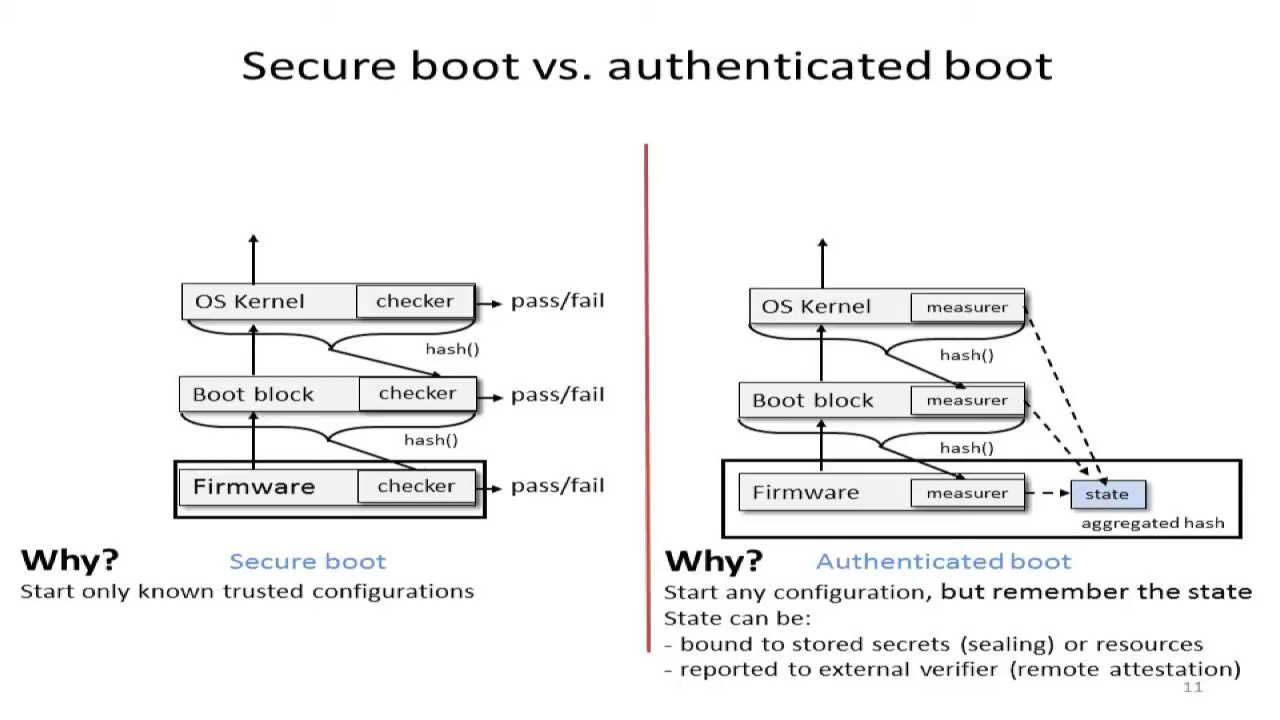 Secure boot vs. authenticated boot
OS Kernel
checker
pass/fail
hash()
Boot block
checker
pass/fail
hash()
Firmware
checker
pass/fail
Why?
Secure boot
Start only known trusted configurations
OS Kernel
measurer
hash()
Boot block
measurer
hash()
Firmware
measurer
state
aggregated hash
Why?
Authenticated boot
Start any configuration, but remember the state
State can be:
- bound to stored secrets (sealing) or resources
- reported to external verifier (remote attestation)
11